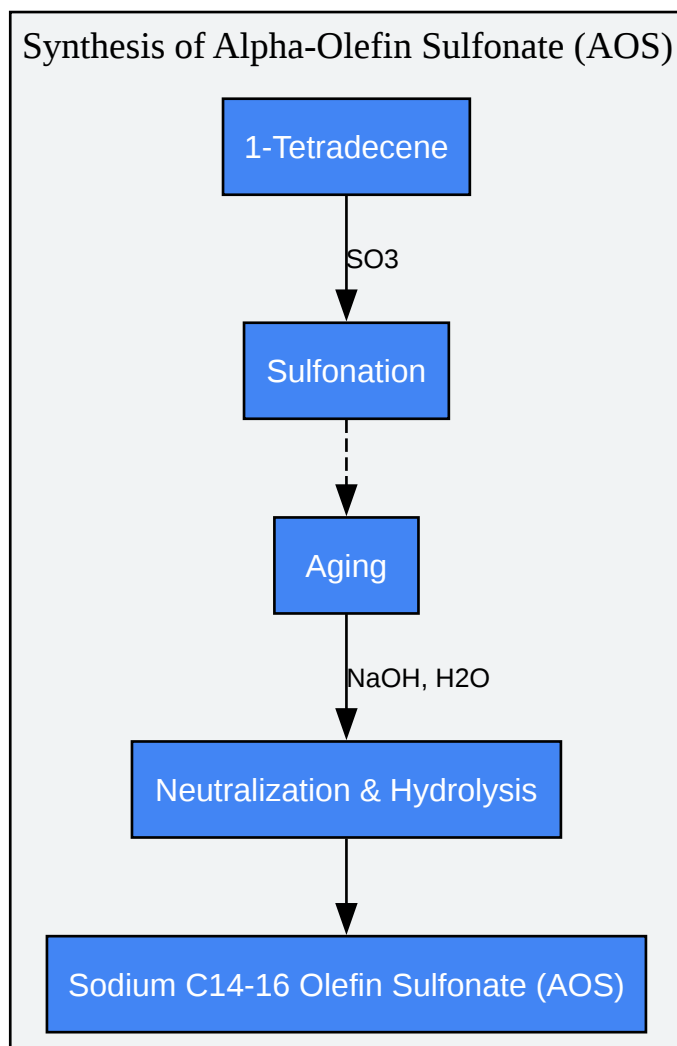 Synthesis of Alpha-Olefin Sulfonate (AOS)
1-Tetradecene
SO3
Sulfonation
Aging
NaOH, H2O
Neutralization & Hydrolysis
Sodium C14-16 Olefin Sulfonate (AOS)